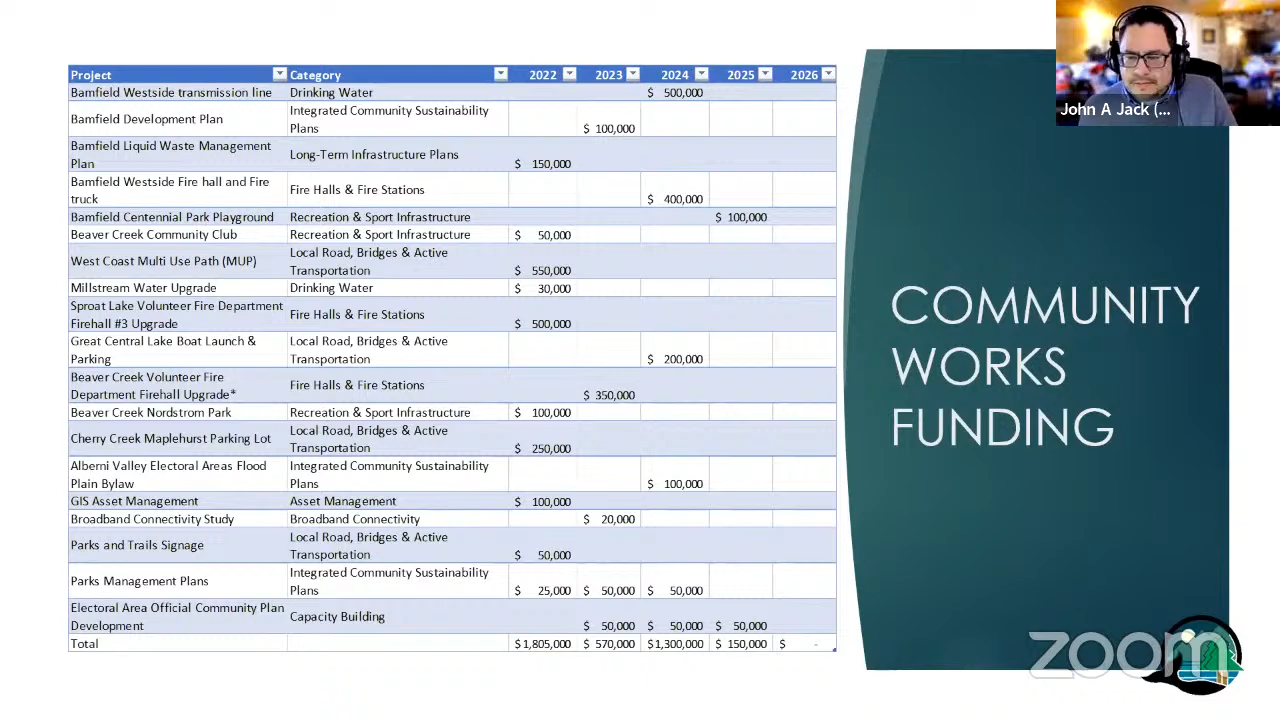 Project Category 2022 2023 2024 2025 2026
Bamfield Westside transmission line Drinking Water $ 500,000
Bamfield Development Plan Integrated Community Sustainability
Plans $ 100,000
Bamfield Liquid Waste Management
Plan Long-Term Infrastructure Plans $ 150,000
Bamfield Westside Fire hall and Fire
truck Fire Halls & Fire Stations $ 400,000
Bamfield Centennial Park Playground Recreation & Sport Infrastructure $ 100,000
Beaver Creek Community Club Recreation & Sport Infrastructure $ 50,000
West Coast Multi Use Path (MUP) Local Road, Bridges & Active
Transportation $ 550,000
Millstream Water Upgrade Drinking Water $ 30,000
Sproat Lake Volunteer Fire Department
Firehall #3 Upgrade Fire Halls & Fire Stations $ 500,000
Great Central Lake Boat Launch & Local Road, Bridges & Active
Parking Transportation $ 200,000
Beaver Creek Volunteer Fire
Department Firehall Upgrade* Fire Halls & Fire Stations $ 350,000
Beaver Creek Nordstrom Park Recreation & Sport Infrastructure $ 100,000
Cherry Creek Maplehurst Parking Lot Local Road, Bridges & Active
Transportation $ 250,000
Alberni Valley Electoral Areas Flood Integrated Community Sustainability
Plain Bylaw Plans $ 100,000
GIS Asset Management Asset Management $ 100,000
Broadband Connectivity Study Broadband Connectivity $ 20,000
Parks and Trails Signage Local Road, Bridges & Active
Transportation $ 50,000
Parks Management Plans Integrated Community Sustainability
Plans $ 25,000 $ 50,000 $ 50,000
Electoral Area Official Community Plan
Development Capacity Building $ 50,000 $ 50,000 $ 50,000
Total $1,805,000 $ 570,000 $1,300,000 $ 150,000 $ -
COMMUNITY
WORKS
FUNDING
John A Jack (...
zoom